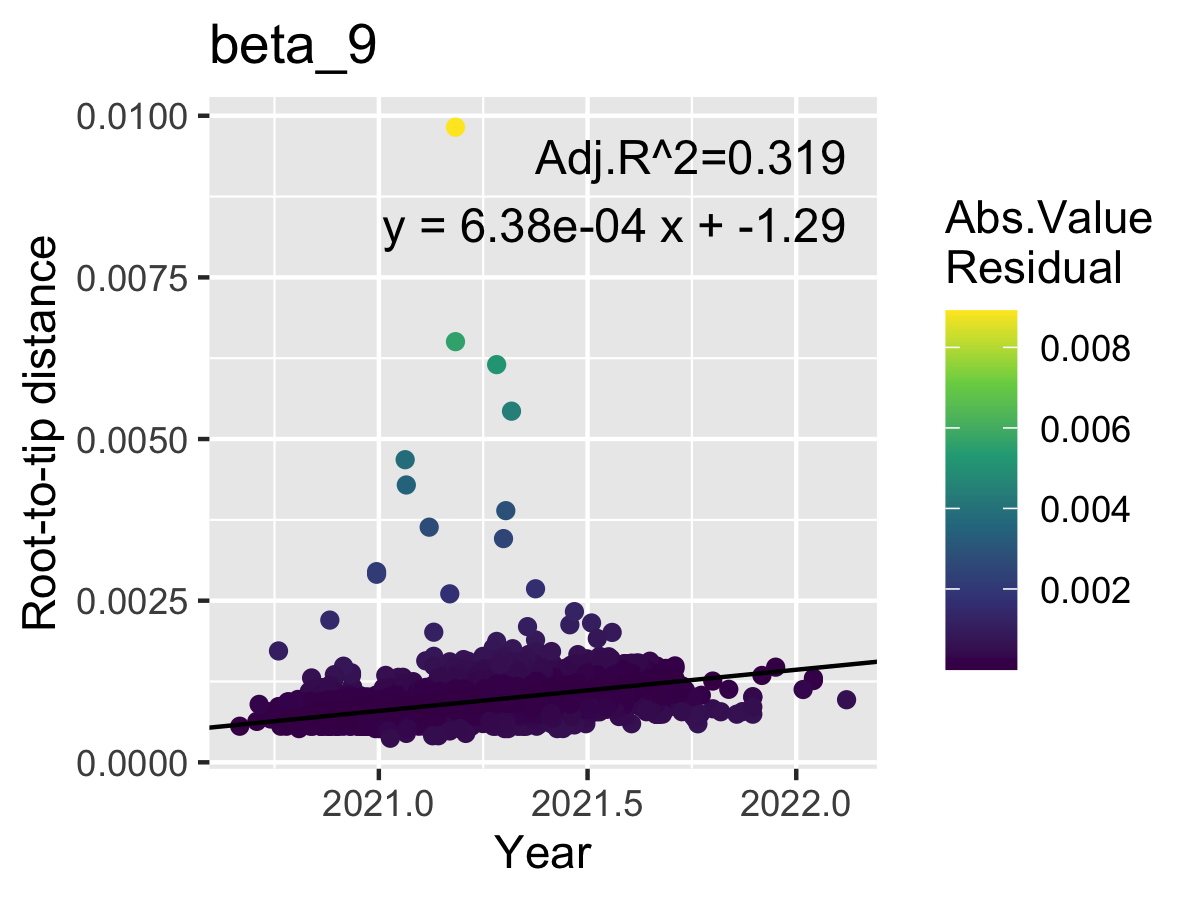 beta_9
Adj.R^2=0.319
y = 6.38e-04 x + -1.29
0.0100
0.0075
0.0050
0.0025
0.0000
Root-to-tip distance
2021.0
2021.5
2022.0
Year
Abs.Value
Residual
0.008
0.006
0.004
0.002